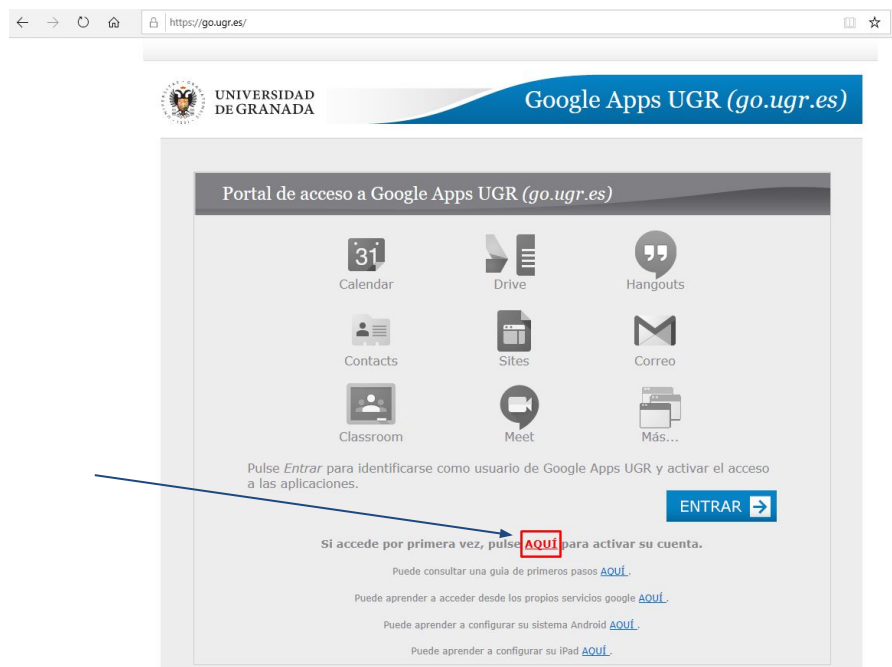 https://go.ugr.es/
UNIVERSIDAD
DE GRANADA
Google Apps UGR (go.ugr.es)
Portal de acceso a Google Apps UGR (go.ugr.es)
31
Calendar
Drive
Hangouts
Contacts
Sites
Correo
Classroom
Meet
Más...
Pulse Entrar para identificarse como usuario de Google Apps UGR y activar el acceso
a las aplicaciones.
ENTRAR
Si accede por primera vez, pulse AQUÍ para activar su cuenta.
Puede consultar una guia de primeros pasos AQUÍ .
Puede aprender a acceder desde los propios servicios google AQUÍ .
Puede aprender a configurar su sistema Android AQUÍ .
Puede aprender a configurar su iPad AQUÍ .